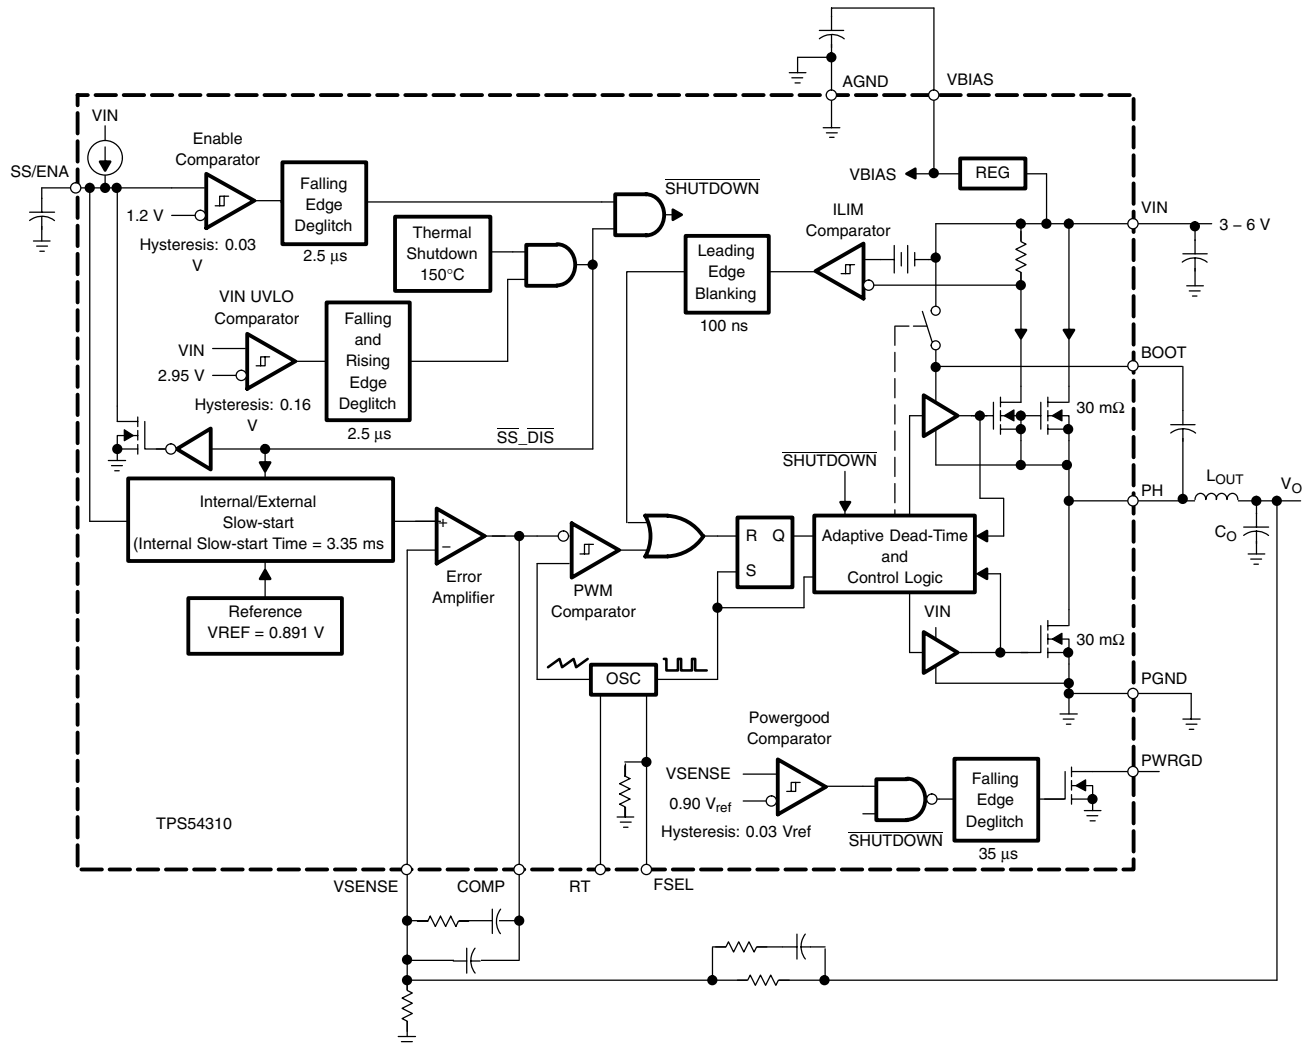 AGND
VBIAS
VIN
Enable
Comparator
SS/ENA
1.2 V
Hysteresis: 0.03
V
Falling
Edge
Deglitch
2.5 µs
SHUTDOWN
Thermal
Shutdown
150°C
VBIAS
REG
ILIM
Comparator
VIN
3 – 6 V
Leading
Edge
Blanking
100 ns
VIN UVLO
Comparator
VIN
2.95 V
Hysteresis: 0.16
V
Falling
and
Rising
Edge
Deglitch
2.5 µs
BOOT
30 mΩ
SS_DIS
SHUTDOWN
PH
LOUT
VO
CO
Internal/External
Slow-start
(Internal Slow-start Time = 3.35 ms
+
−
Error
Amplifier
PWM
Comparator
R Q
S
Adaptive Dead-Time
and
Control Logic
Reference
VREF = 0.891 V
VIN
30 mΩ
OSC
PGND
Powergood
Comparator
VSENSE
0.90 Vref
Hysteresis: 0.03 Vref
SHUTDOWN
Falling
Edge
Deglitch
35 µs
PWRGD
TPS54310
VSENSE
COMP
RT
FSEL